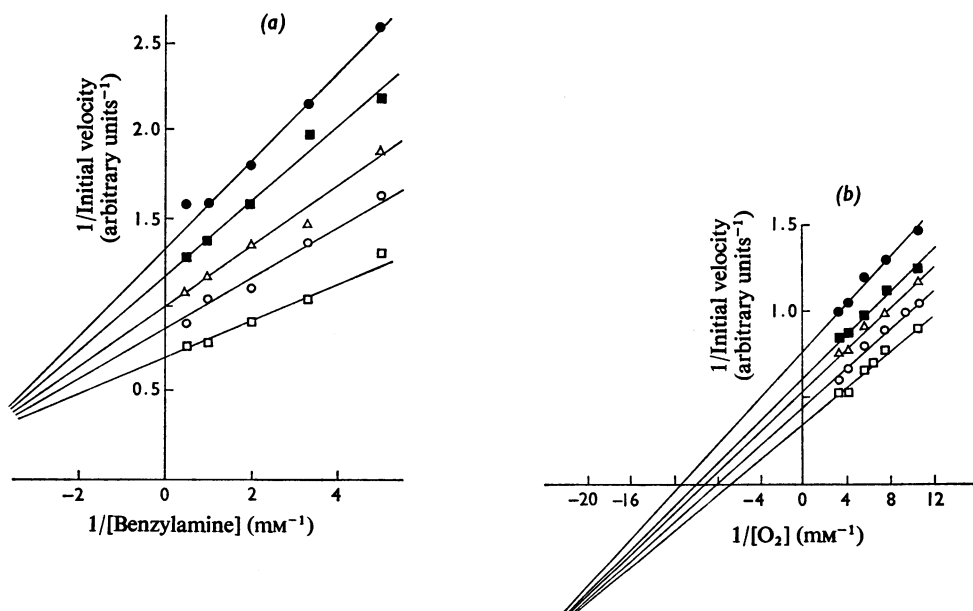 (a)
2.5
2.0
1.5
0.5
1/Initial velocity
(arbitrary units⁻¹)
−2 0 2 4
1/[Benzylamine] (mM⁻¹)
(b)
1.5
1.0
1/Initial velocity
(arbitrary units⁻¹)
−20 −16 −4 0 4 8 12
1/[O₂] (mM⁻¹)